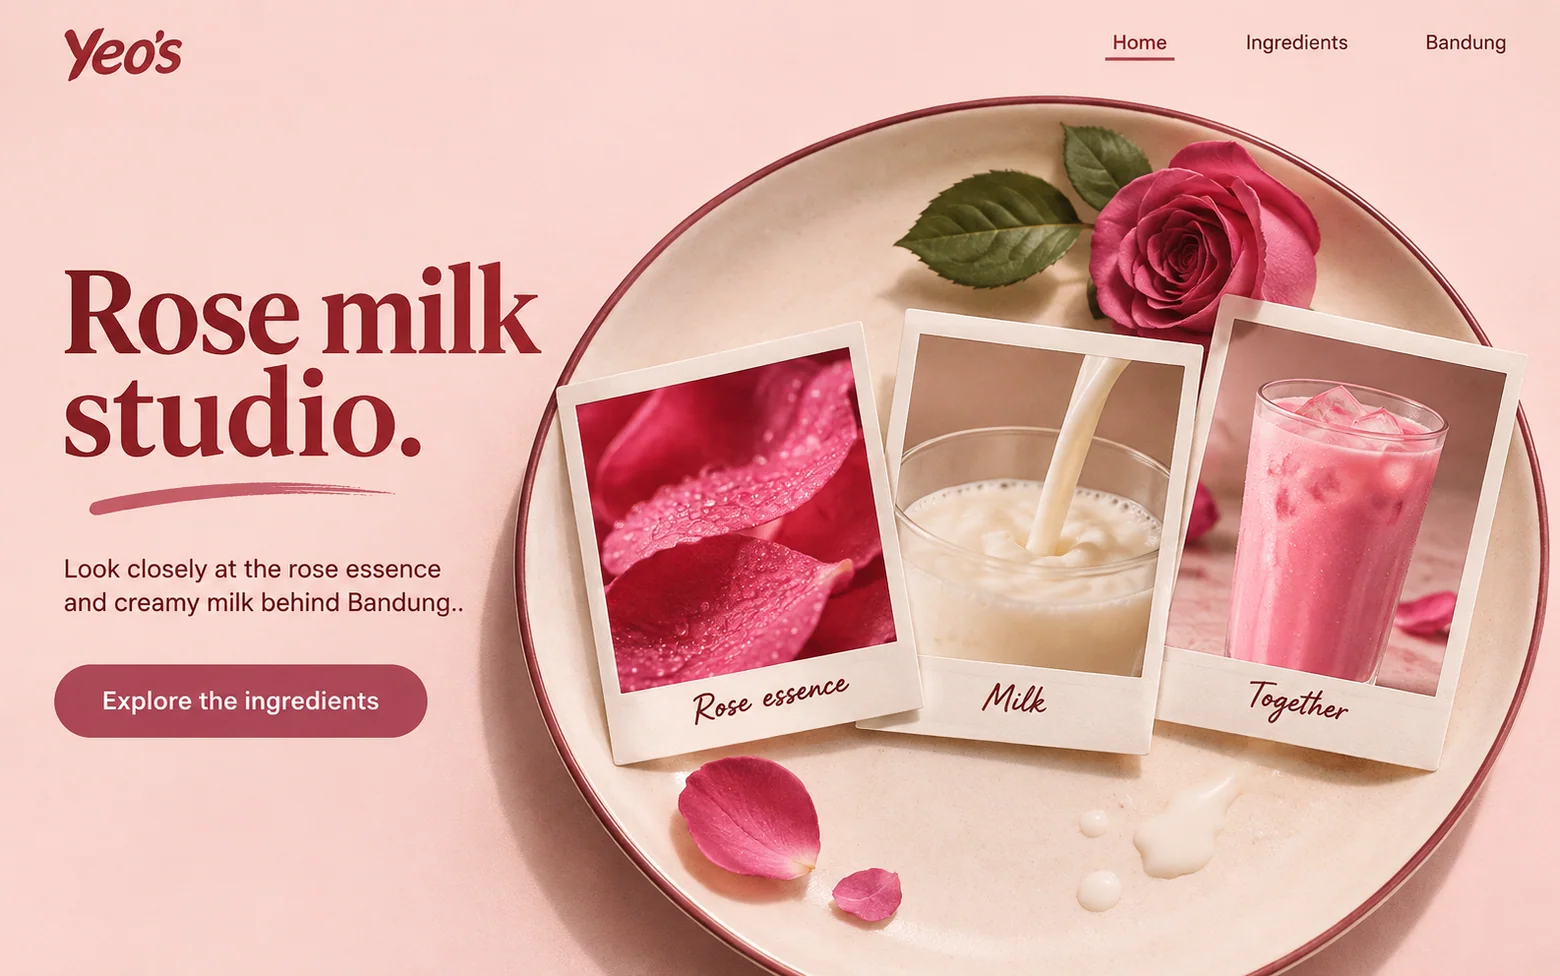 Yeo's
Home
Ingredients
Bandung
Rose milk
studio.
Look closely at the rose essence
and creamy milk behind Bandung..
Explore the ingredients
Rose essence
Milk
Together